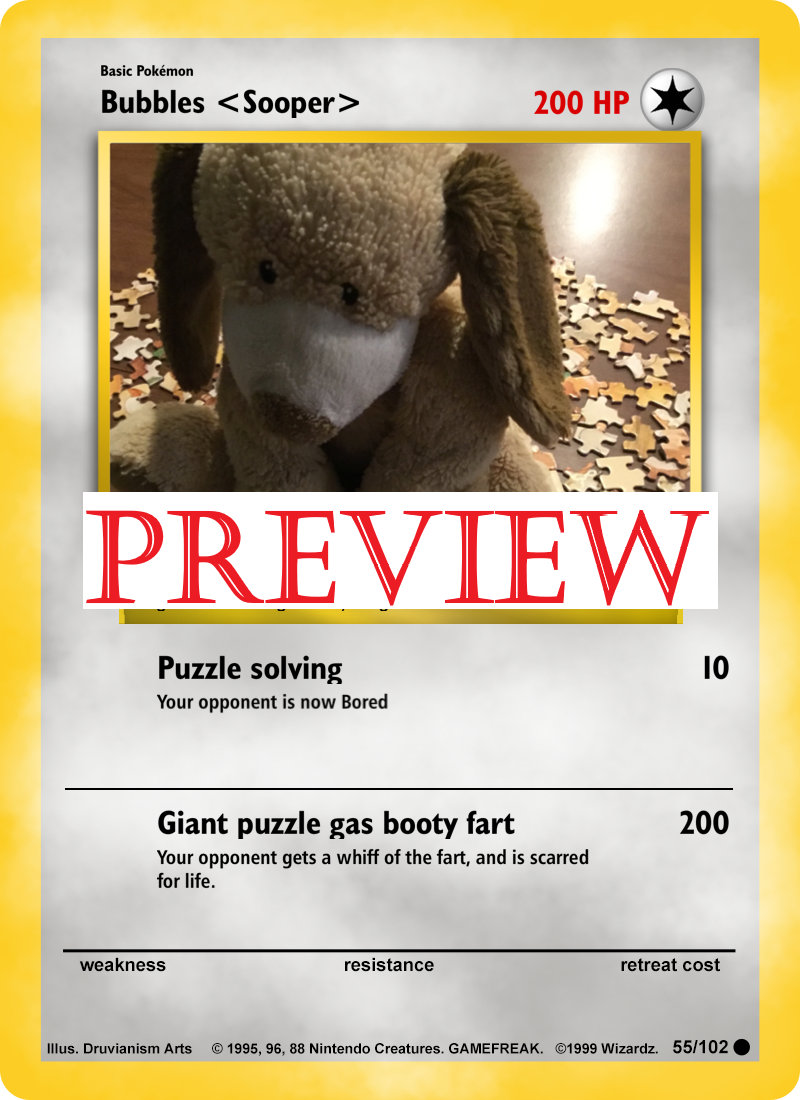 Basic Pokémon
Bubbles <Sooper> 200 HP
PREVIEW
Puzzle solving 10
Your opponent is now Bored
Giant puzzle gas booty fart 200
Your opponent gets a whiff of the fart, and is scarred
for life.
weakness resistance retreat cost
Illus. Druvianism Arts © 1995, 96, 88 Nintendo Creatures. GAMEFREAK. ©1999 Wizardz. 55/102